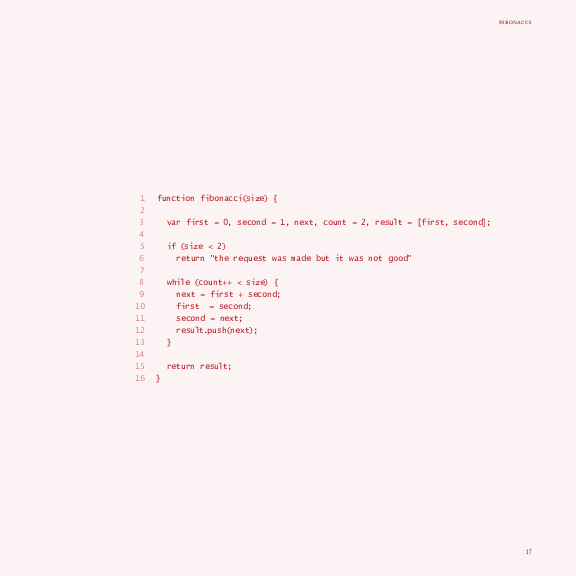 FIBONACCI
1 function fibonacci(size) {
2
3   var first = 0, second = 1, next, count = 2, result = [first, second];
4
5   if (size < 2)
6     return "the request was made but it was not good"
7
8   while (count++ < size) {
9     next = first + second;
10     first  = second;
11     second = next;
12     result.push(next);
13   }
14
15   return result;
16 }
17